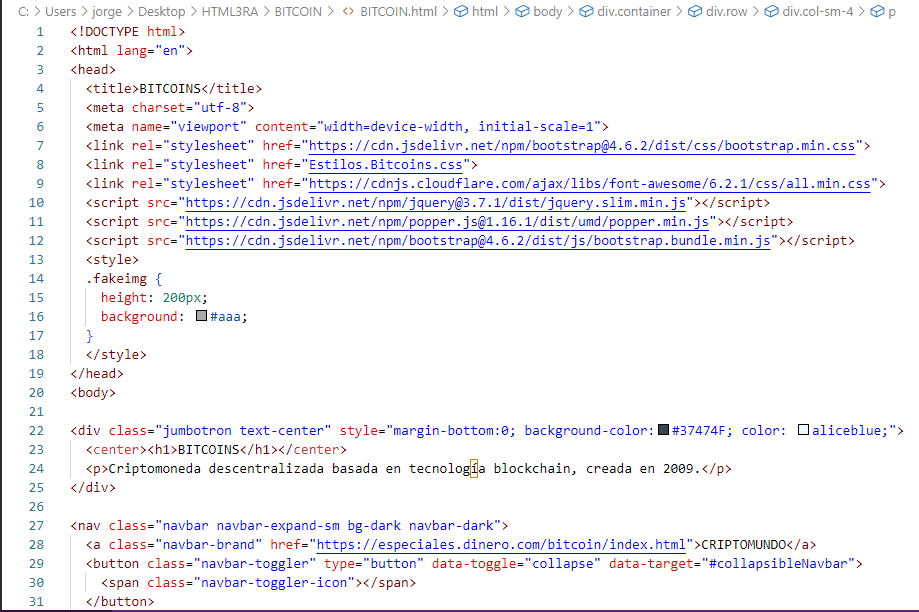 C: > Users > jorge > Desktop > HTML3RA > BITCOIN > <> BITCOIN.html > html > body > div.container > div.row > div.col-sm-4 > p
1 <!DOCTYPE html>
2 <html lang="en">
3 <head>
4 <title>BITCOINS</title>
5 <meta charset="utf-8">
6 <meta name="viewport" content="width=device-width, initial-scale=1">
7 <link rel="stylesheet" href="https://cdn.jsdelivr.net/npm/bootstrap@4.6.2/dist/css/bootstrap.min.css">
8 <link rel="stylesheet" href="Estilos.Bitcoins.css">
9 <link rel="stylesheet" href="https://cdnjs.cloudflare.com/ajax/libs/font-awesome/6.2.1/css/all.min.css">
10 <script src="https://cdn.jsdelivr.net/npm/jquery@3.7.1/dist/jquery.slim.min.js"></script>
11 <script src="https://cdn.jsdelivr.net/npm/popper.js@1.16.1/dist/umd/popper.min.js"></script>
12 <script src="https://cdn.jsdelivr.net/npm/bootstrap@4.6.2/dist/js/bootstrap.bundle.min.js"></script>
13 <style>
14 .fakeimg {
15 height: 200px;
16 background: #aaa;
17 }
18 </style>
19 </head>
20 <body>
21
22 <div class="jumbotron text-center" style="margin-bottom:0; background-color: #37474F; color: aliceblue;">
23 <center><h1>BITCOINS</h1></center>
24 <p>Criptomoneda descentralizada basada en tecnología blockchain, creada en 2009.</p>
25 </div>
26
27 <nav class="navbar navbar-expand-sm bg-dark navbar-dark">
28 <a class="navbar-brand" href="https://especiales.dinero.com/bitcoin/index.html">CRIPTOMUNDO</a>
29 <button class="navbar-toggler" type="button" data-toggle="collapse" data-target="#collapsibleNavbar">
30 <span class="navbar-toggler-icon"></span>
31 </button>